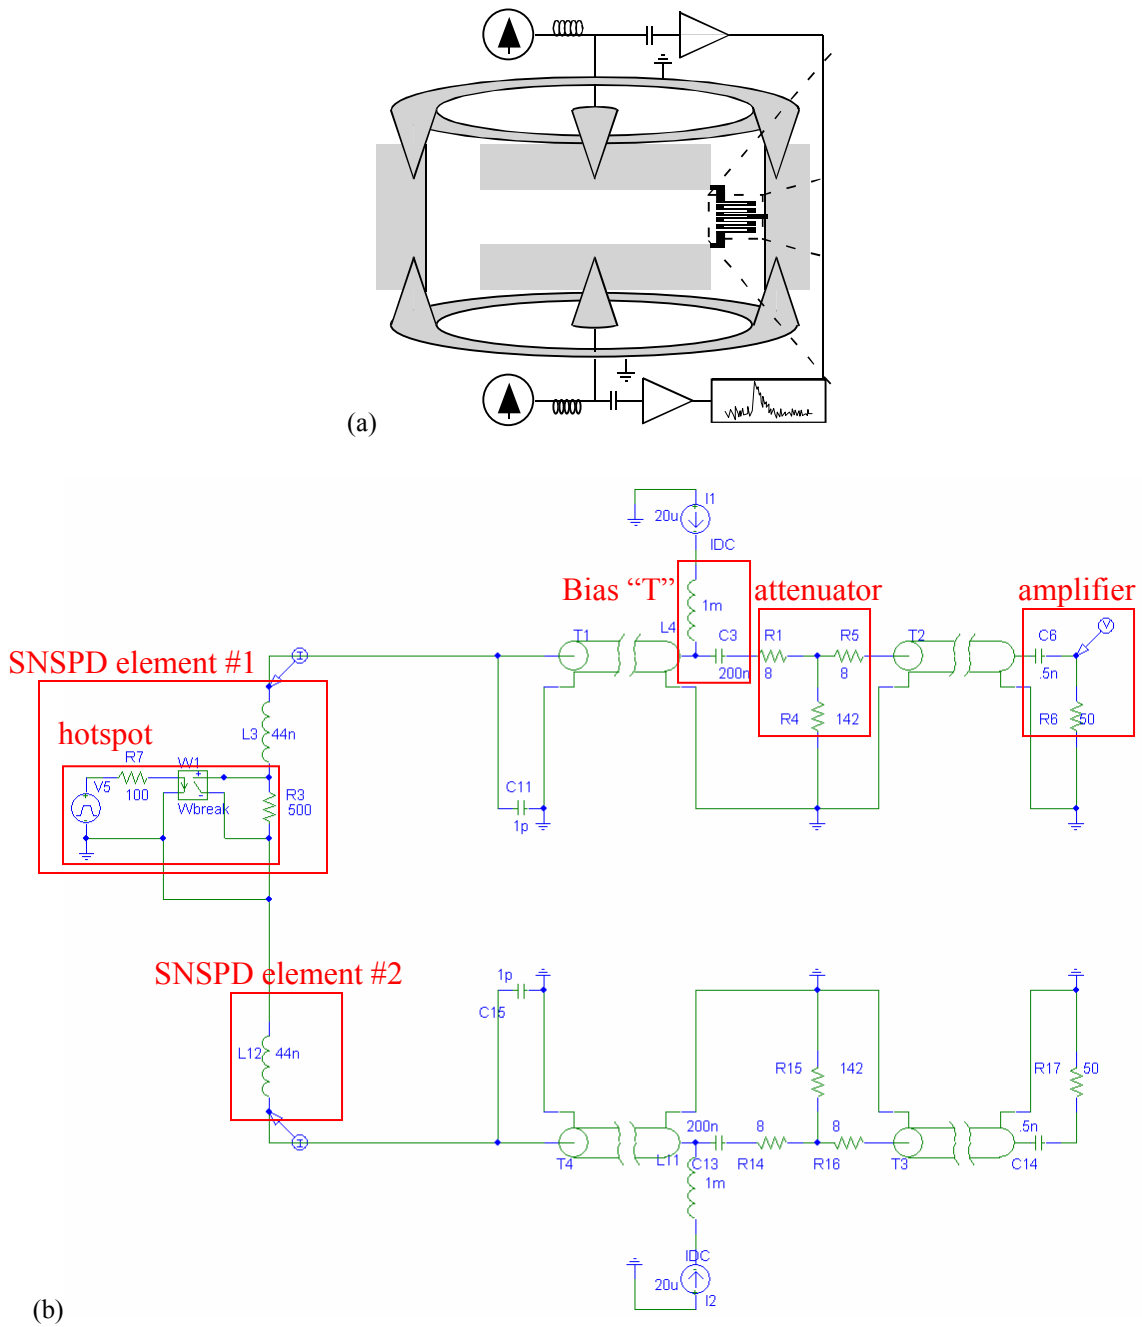 (a)
I1
20u
IDC
Bias “T”
attenuator
amplifier
1m
T1
L4
C3
R1
R5
T2
C6
200n
8
8
.5n
SNSPD element #1
R4
142
R6
50
L3
44n
hotspot
R7
W1
V5
100
Wbreak
R3
500
C11
1p
SNSPD element #2
1p
C15
L12
44n
R15
142
R17
50
200n
8
8
.5n
T4
L11
C13
R14
R16
T3
C14
1m
IDC
20u
I2
(b)